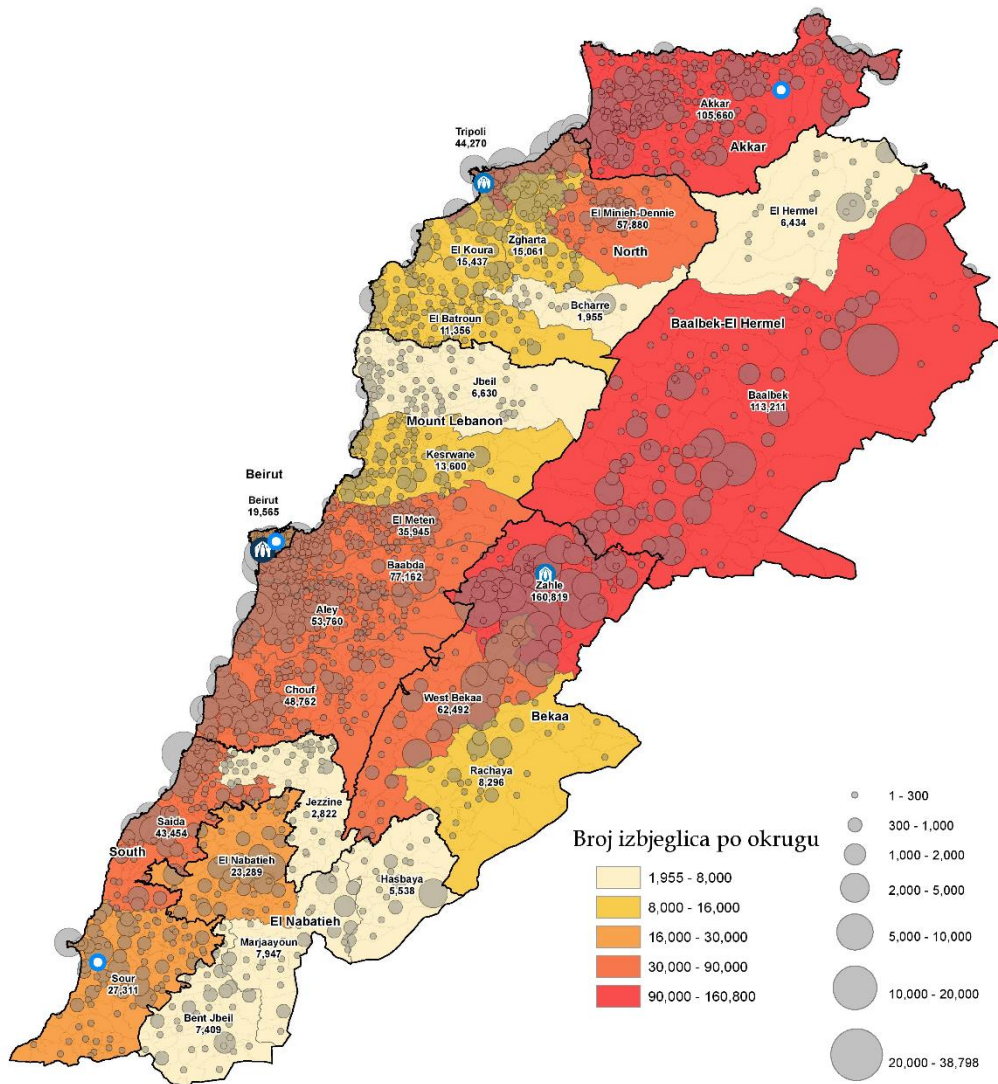 Akkar
105,660
Akkar
Tripoli
44,270
El Hermel
6,434
El Minieh-Dennie
57,880
North
Zgharta
15,061
El Koura
15,437
Bcharre
1,955
El Batroun
11,356
Baalbek-El Hermel
Baalbek
113,211
Jbeil
6,630
Mount Lebanon
Kesrwane
13,600
Beirut
Beirut
19,565
El Meten
35,945
Baabda
77,162
Zahle
160,819
Aley
53,760
Chouf
48,762
West Bekaa
62,492
Bekaa
Rachaya
8,296
Jezzine
2,822
Saida
43,454
South
El Nabatieh
23,289
Hasbaya
5,538
El Nabatieh
Marjaayoun
7,947
Sour
27,311
Bent Jbeil
7,409
Broj izbjeglica po okrugu
1,955 - 8,000
8,000 - 16,000
16,000 - 30,000
30,000 - 90,000
90,000 - 160,800
1 - 300
300 - 1,000
1,000 - 2,000
2,000 - 5,000
5,000 - 10,000
10,000 - 20,000
20,000 - 38,798